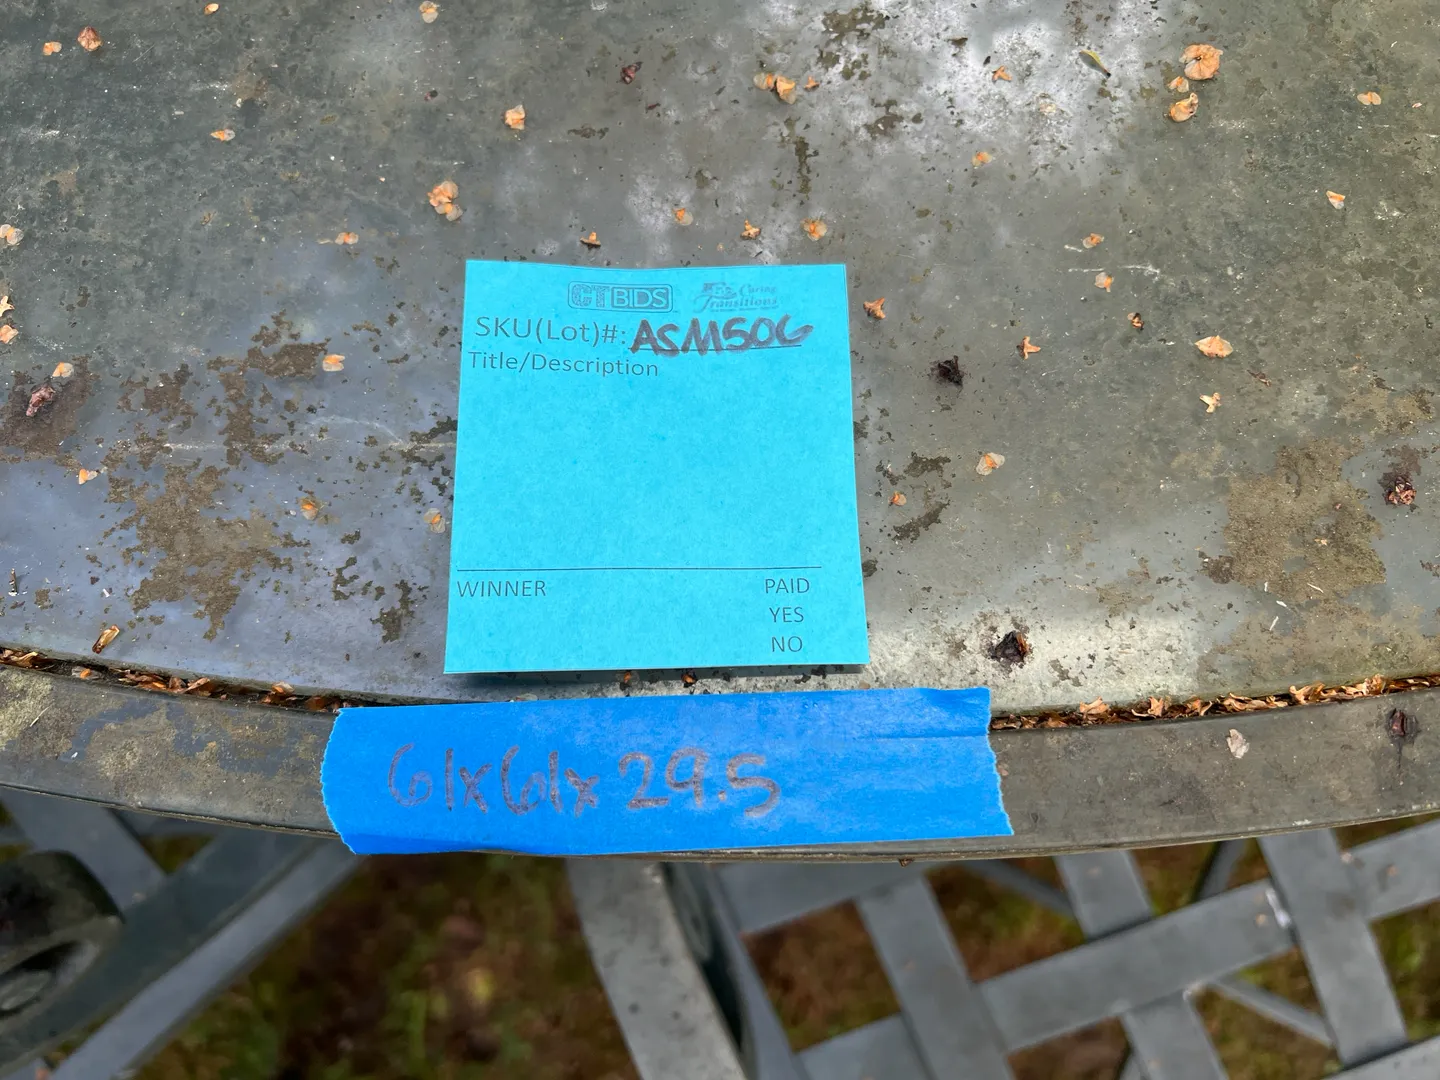 CTBIDS Caring Transitions
SKU(Lot)#: ASM506
Title/Description
WINNER PAID
YES
NO
61x61x29.5